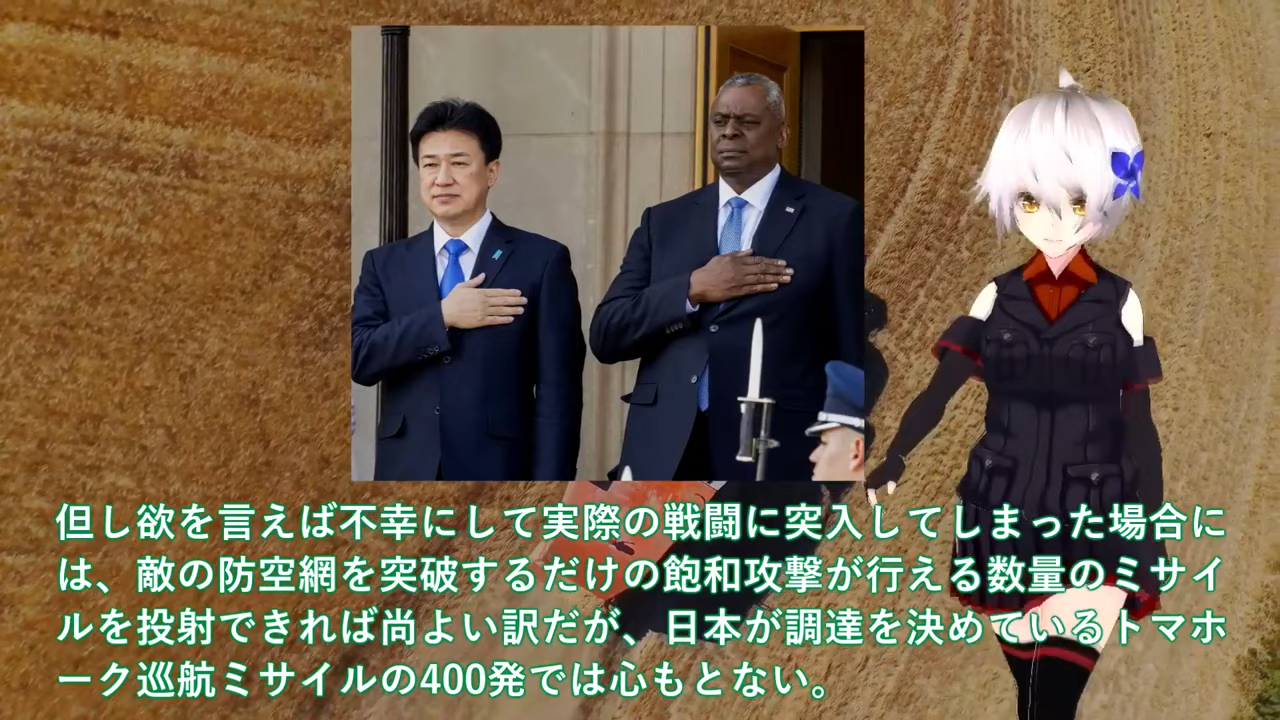 但し欲を言えば不幸にして実際の戦闘に突入してしまった場合に
は、敵の防空網を突破するだけの飽和攻撃が行える数量のミサイ
ルを投射できれば尚よい訳だが、日本が調達を決めているトマホ
ーク巡航ミサイルの400発では心もとない。